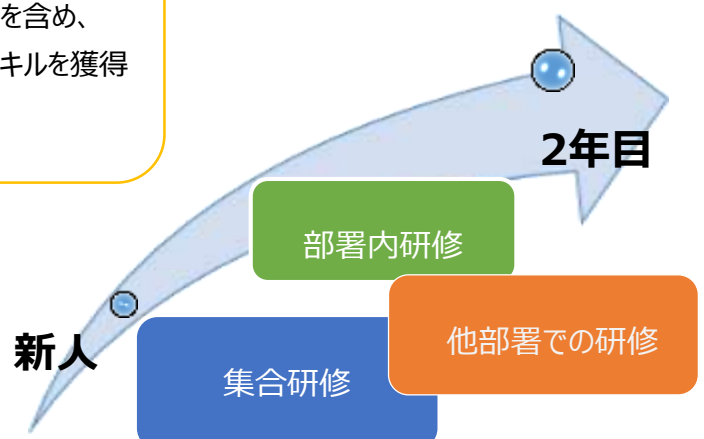 を含め、
キルを獲得
2年目
部署内研修
他部署での研修
新人
集合研修